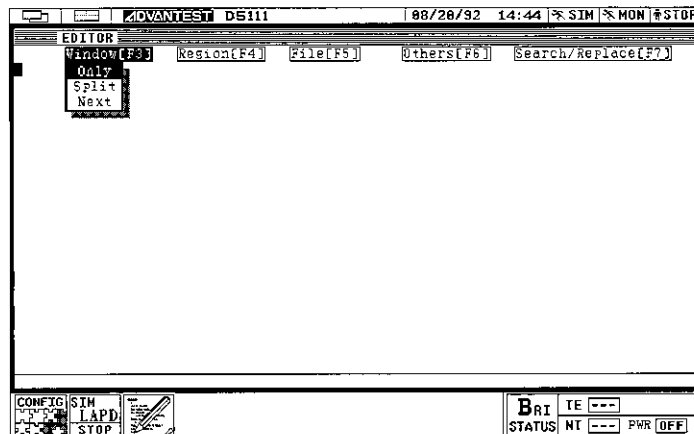 ADVANTEST D5111 08/20/92 14:44 SIM MON STOP
EDITOR
Window[F3] Region[F4] File[F5] Others[F6] Search/Replace[F7]
Only
Split
Next
CONFIG SIM
LAPD
STOP
BRI TE ---
STATUS NT --- PWR OFF